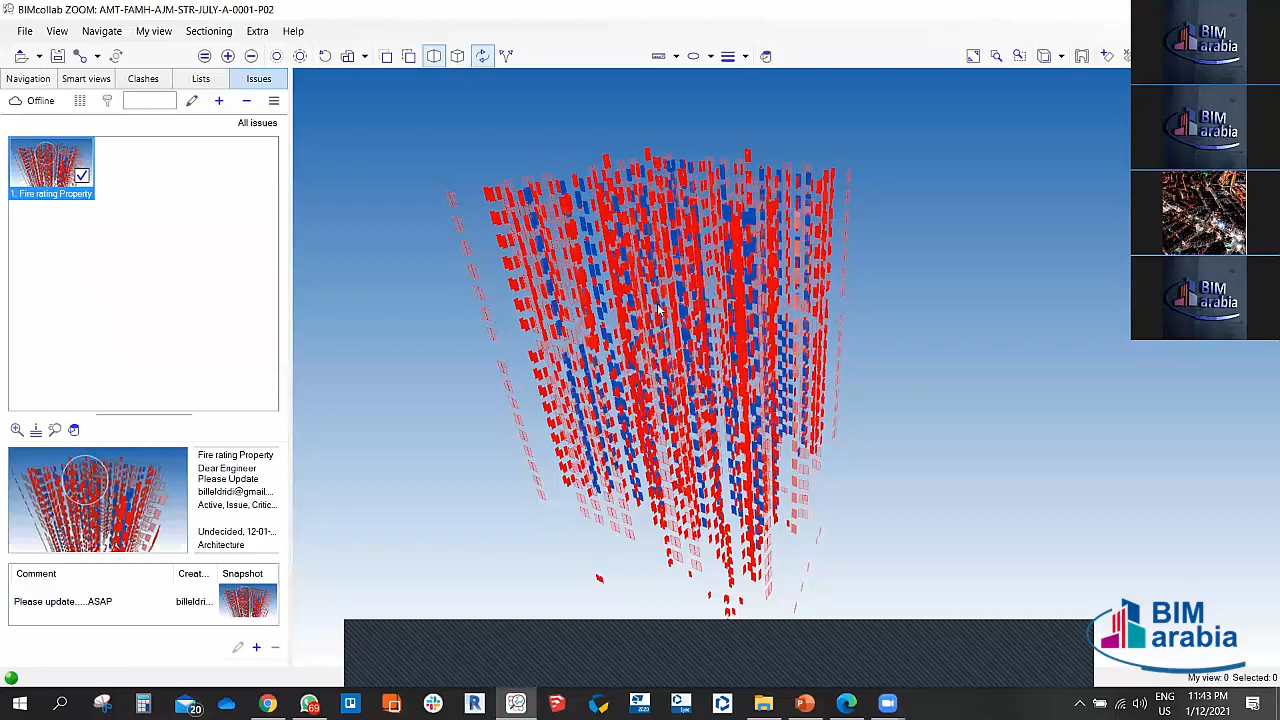 BIMcollab ZOOM: AMT-FAMH-AJM-STR-JULY-A-0001-P02
File View Navigate My view Sectioning Extra Help
Navigation Smart views Clashes Lists Issues
Offline
All issues
1. Fire rating Property
Fire rating Property
Dear Engineer
Please Update
billeldridi@gmail....
Active, Issue, Critic...
Undecided, 12-01-...
Architecture
Comment Creat... Snapshot
Please update.....ASAP billeldri...
My view: 0 Selected: 0
BIM
arabia
BIM
arabia
BIM
arabia
BIM
arabia
20
69
2020
ENG
US
11:43 PM
1/12/2021